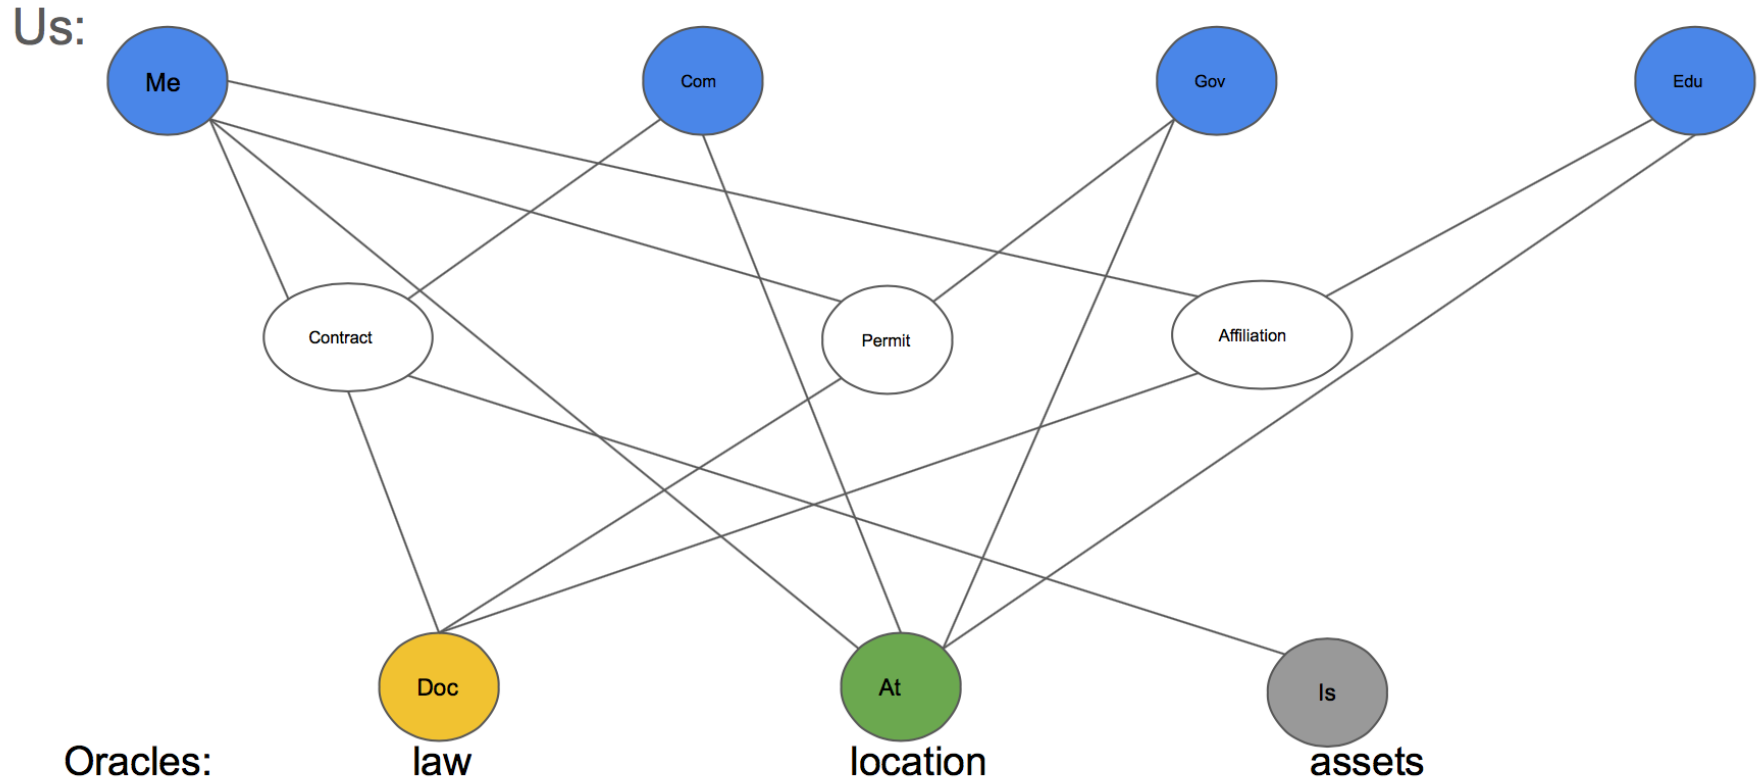 Us:
Me
Com
Gov
Edu
Contract
Permit
Affiliation
Doc
At
Is
Oracles:
law
location
assets